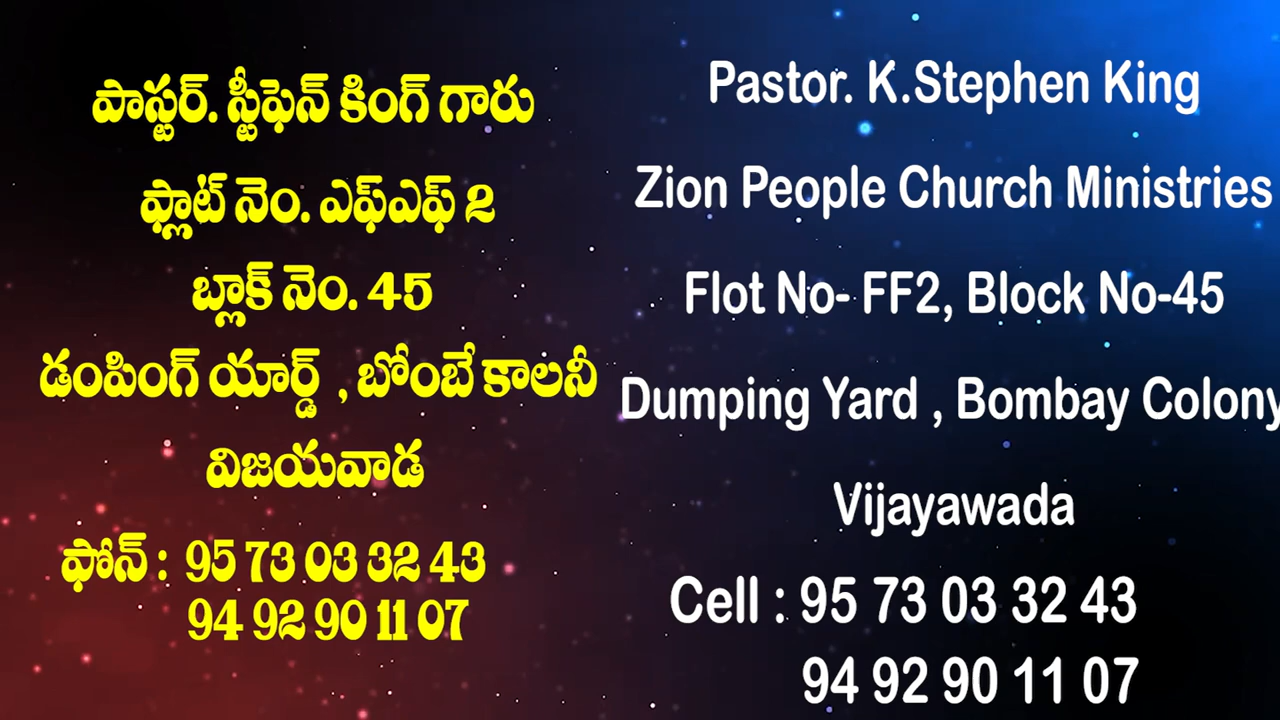 పాస్టర్. స్టీఫెన్ కింగ్ గారు
ఫ్లాట్ నెం. ఎఫ్ఎఫ్ 2
బ్లాక్ నెం. 45
డంపింగ్ యార్డ్ , బోంబే కాలనీ
విజయవాడ
ఫోన్ : 95 73 03 32 43
94 92 90 11 07
Pastor. K.Stephen King
Zion People Church Ministries
Flot No- FF2, Block No-45
Dumping Yard , Bombay Colony
Vijayawada
Cell : 95 73 03 32 43
94 92 90 11 07